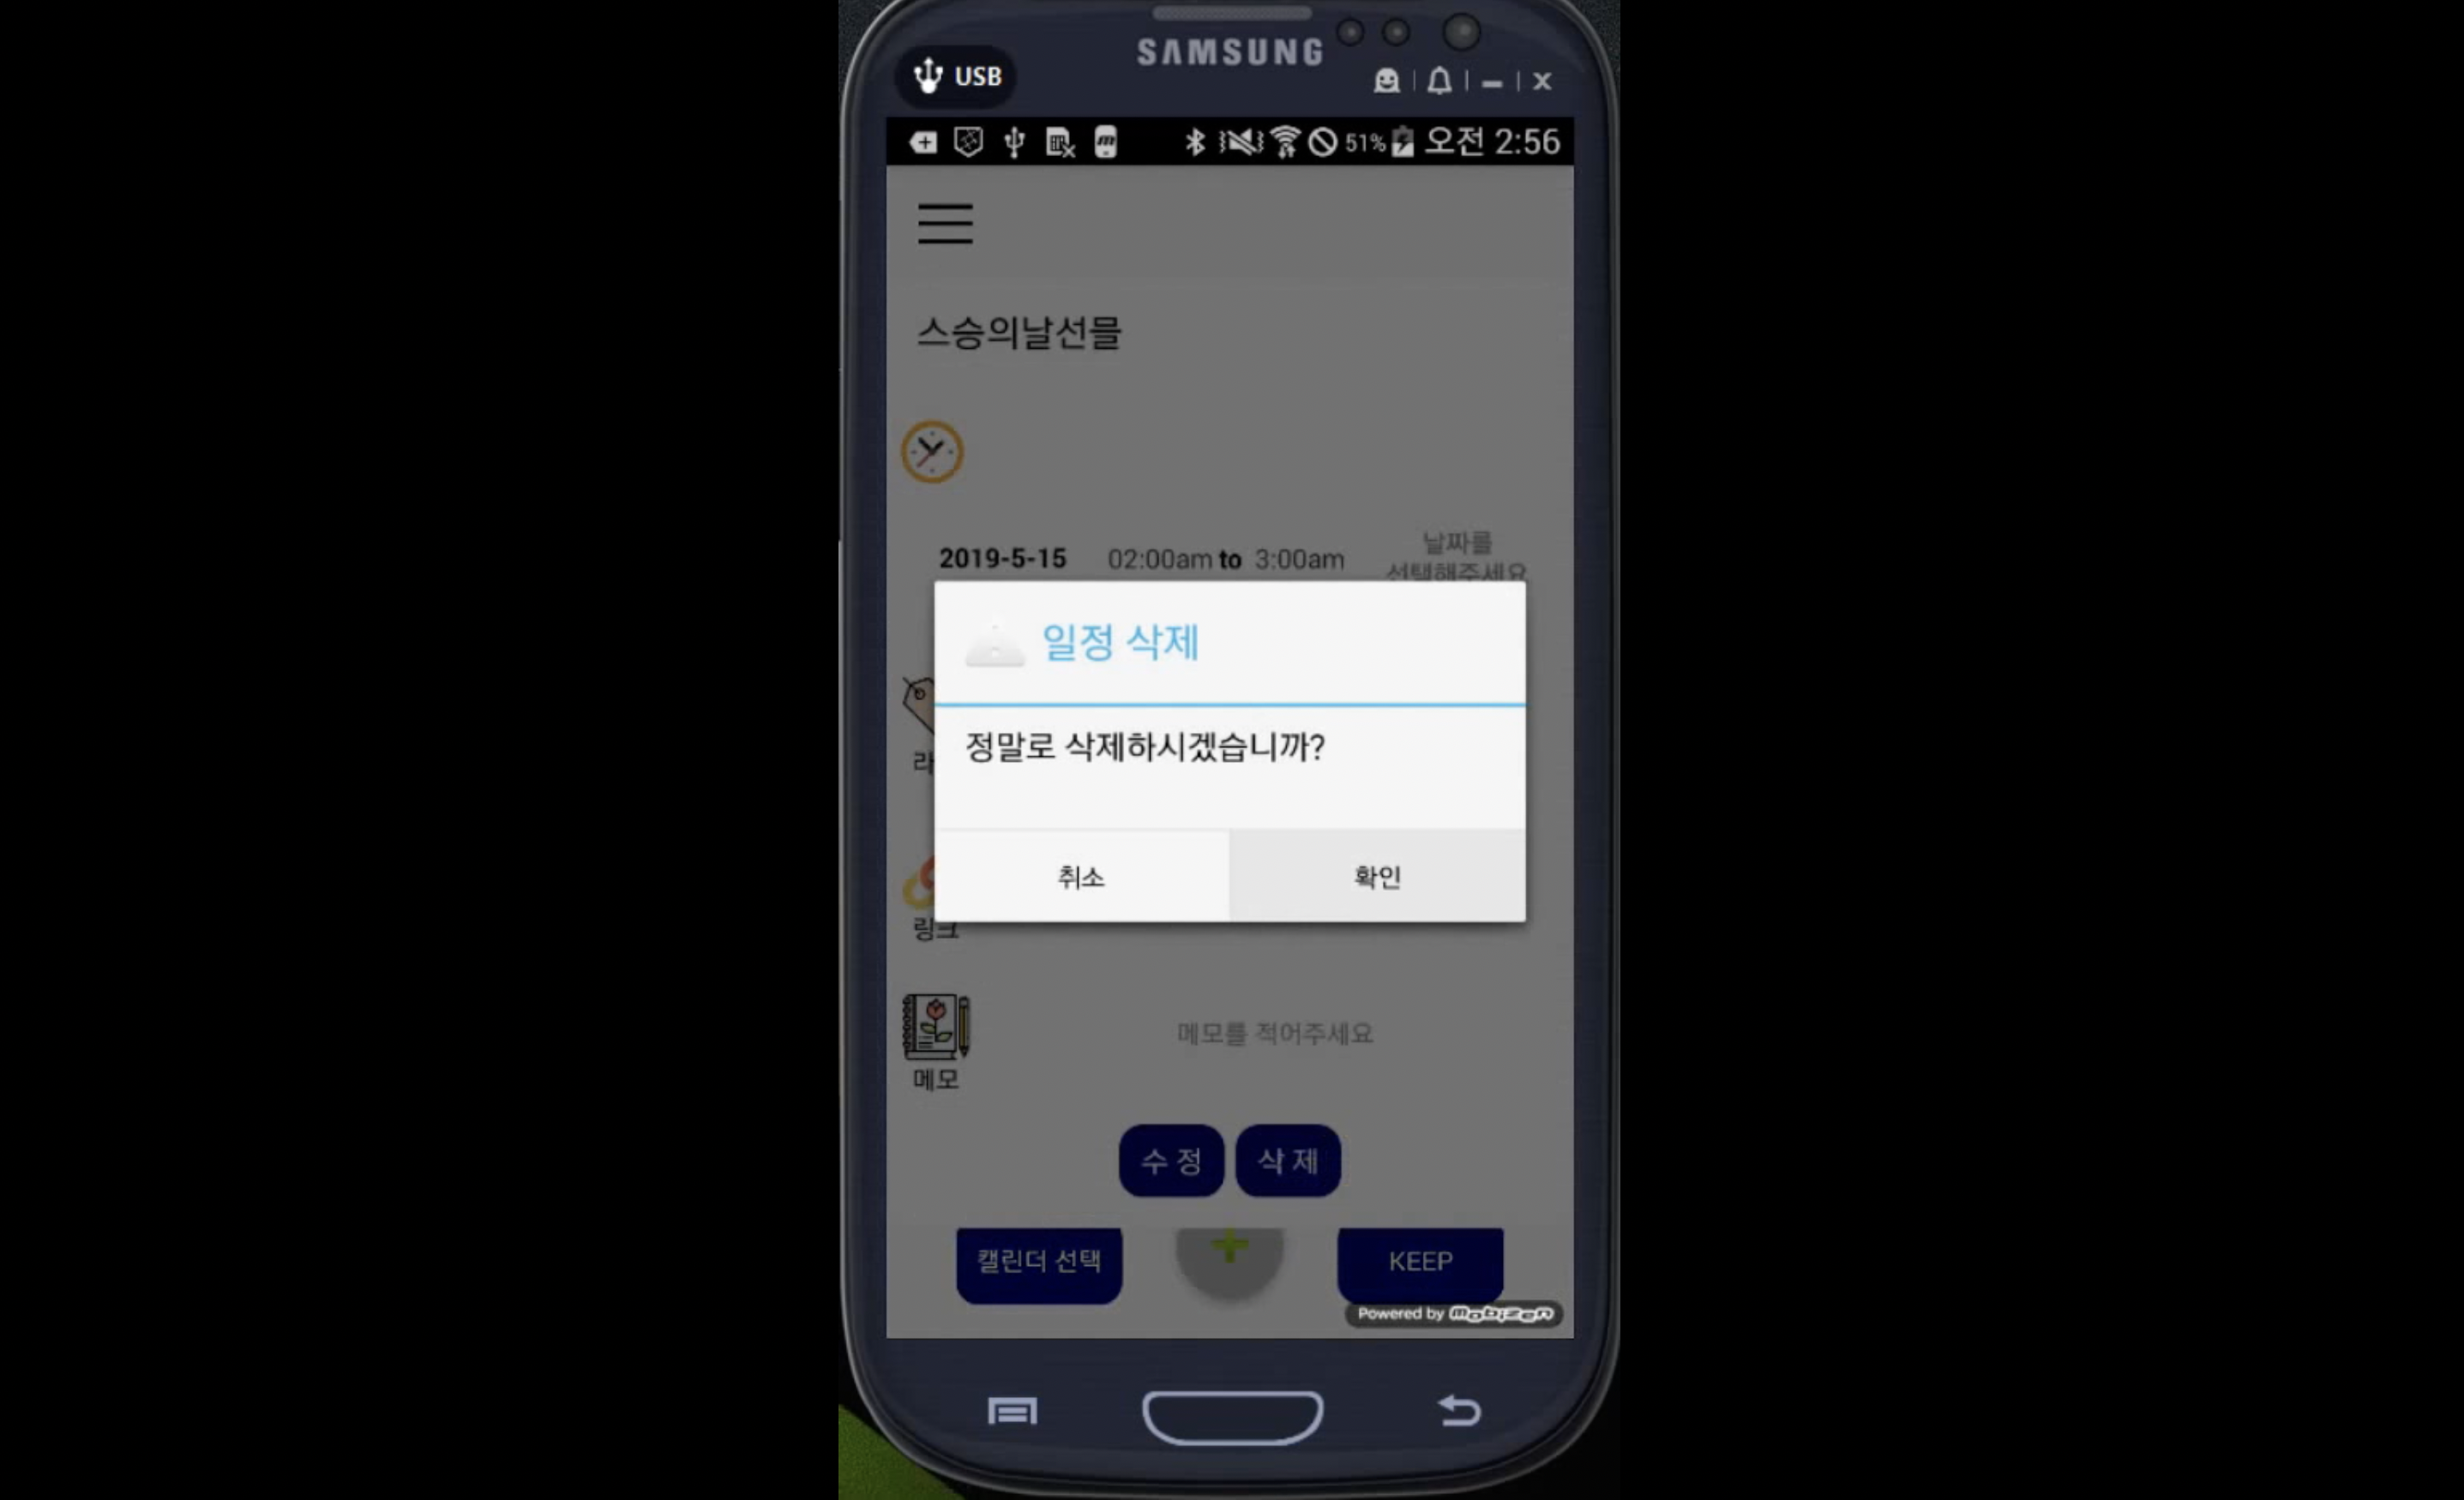 SAMSUNG
USB
51% 오전 2:56
스승의날선믈
2019-5-15 02:00am to 3:00am
날짜를
선택해주세요
일정 삭제
정말로 삭제하시겠습니까?
취소 확인
링크
메모를 적어주세요
메모
수 정 삭 제
캘린더 선택 KEEP
Powered by mobizen